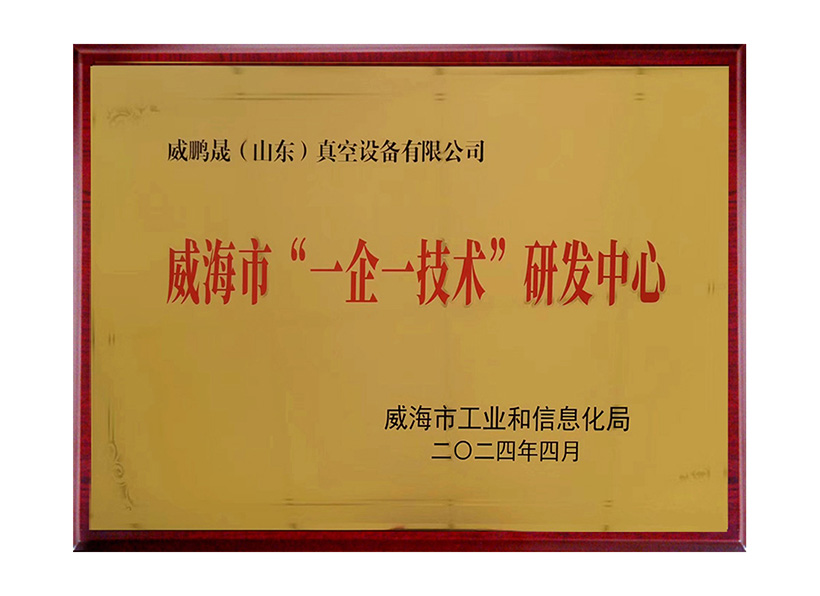 威鹏晟（山东）真空设备有限公司
威海市“一企一技术”研发中心
威海市工业和信息化局
二〇二四年四月